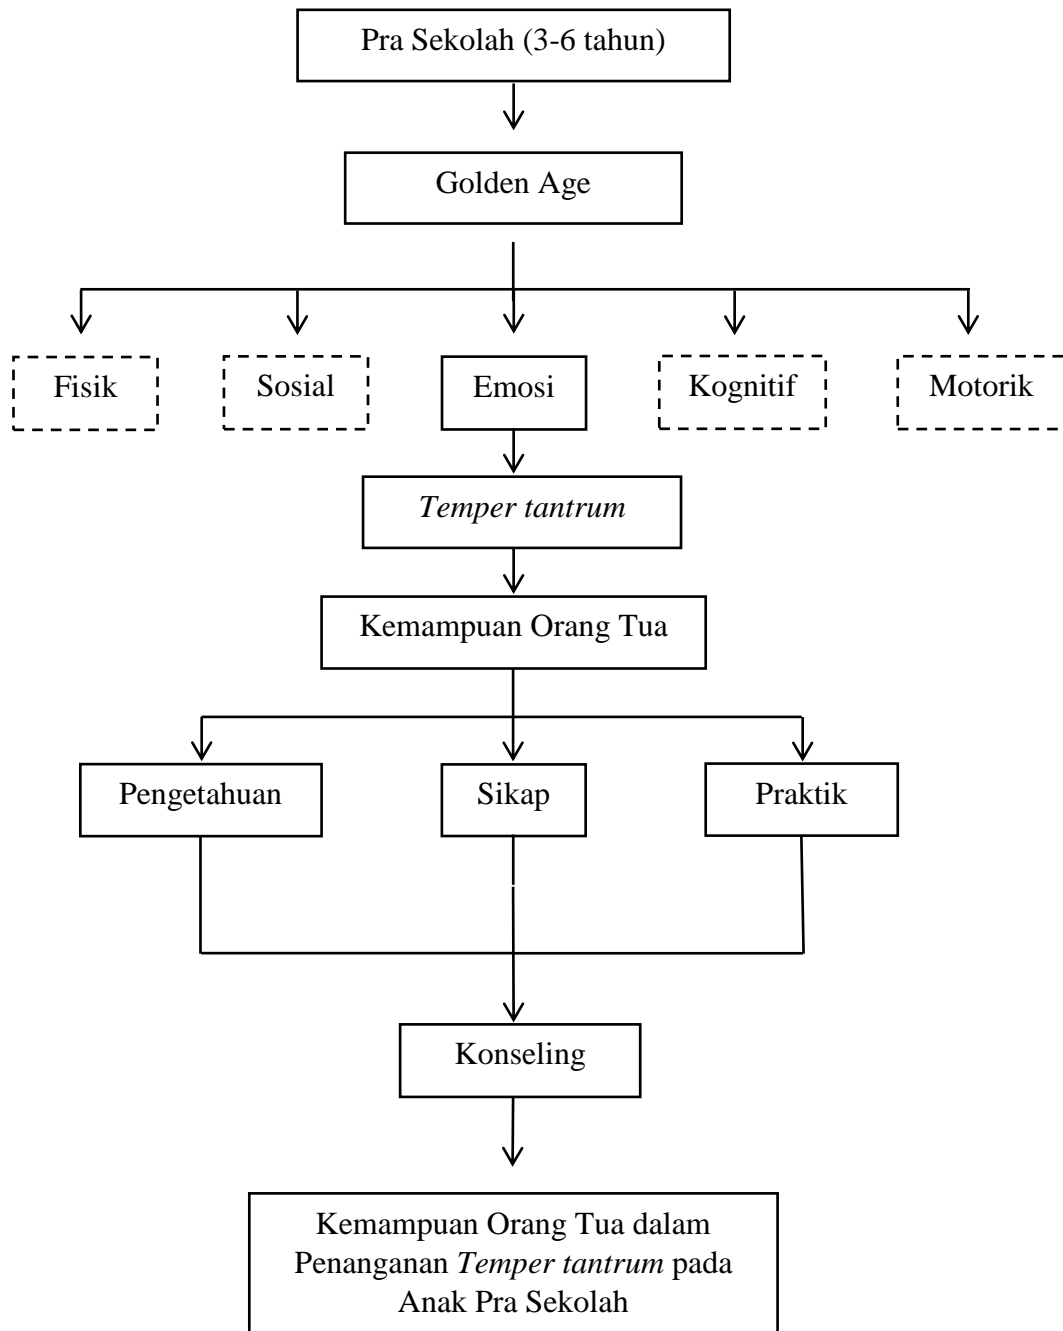 Pra Sekolah (3-6 tahun)
Golden Age
Fisik
Sosial
Emosi
Kognitif
Motorik
Temper tantrum
Kemampuan Orang Tua
Pengetahuan
Sikap
Praktik
Konseling
Kemampuan Orang Tua dalam
Penanganan Temper tantrum pada
Anak Pra Sekolah